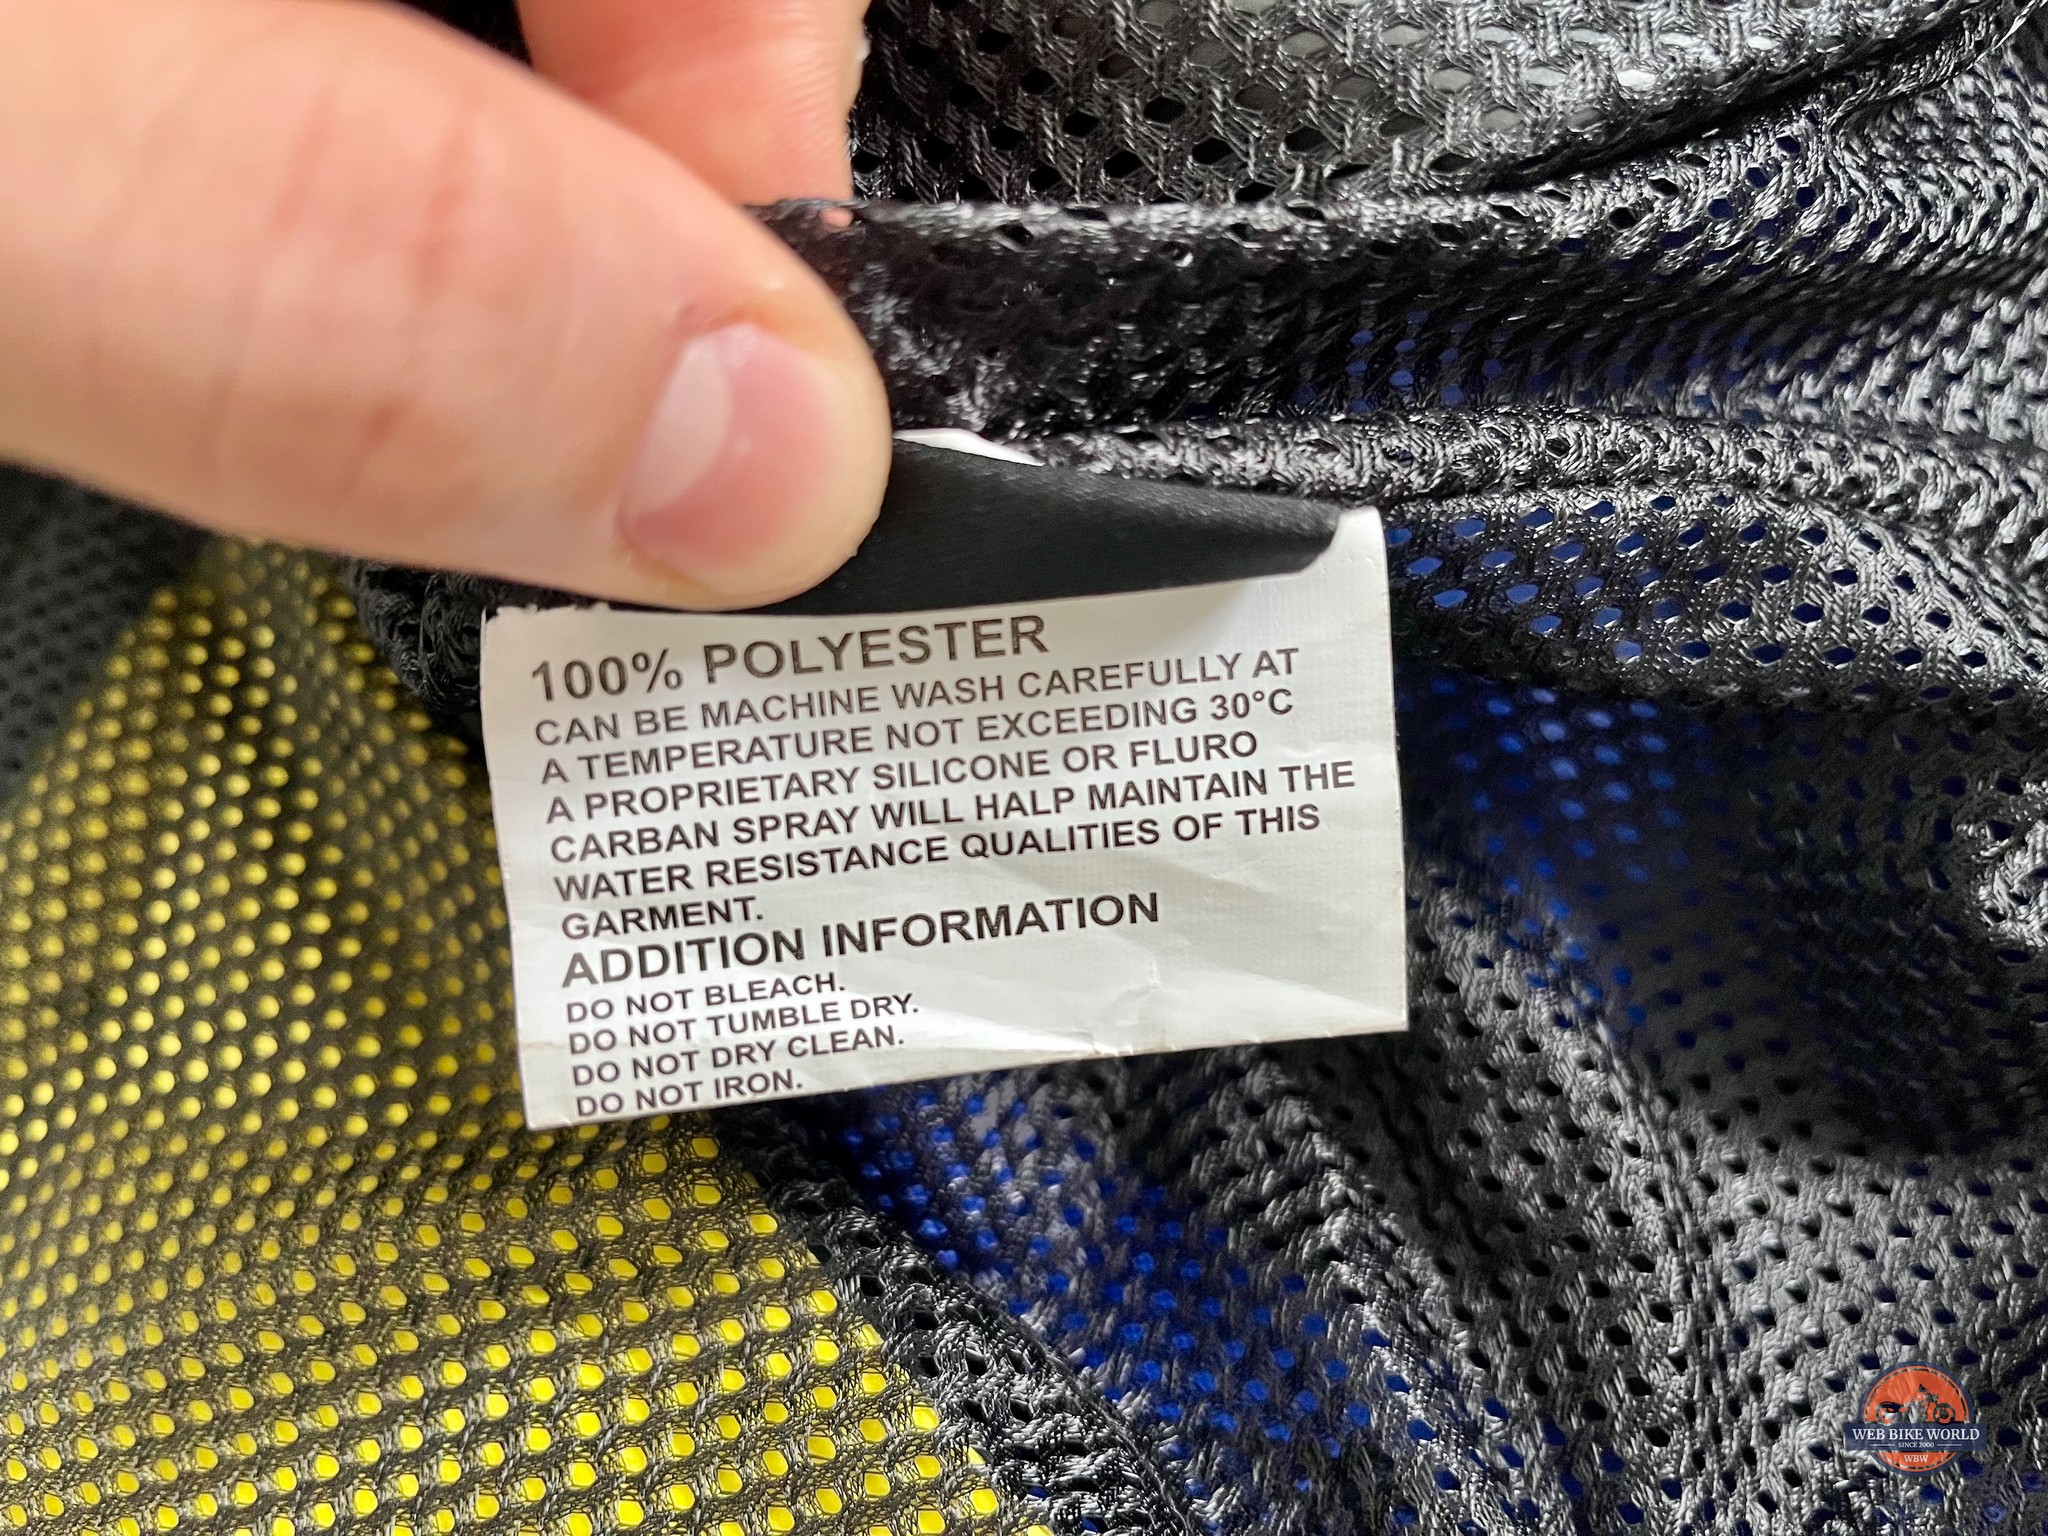 100% POLYESTER
CAN BE MACHINE WASH CAREFULLY AT
A TEMPERATURE NOT EXCEEDING 30°C
A PROPRIETARY SILICONE OR FLURO
CARBAN SPRAY WILL HALP MAINTAIN THE
WATER RESISTANCE QUALITIES OF THIS
GARMENT.
ADDITION INFORMATION
DO NOT BLEACH.
DO NOT TUMBLE DRY.
DO NOT DRY CLEAN.
DO NOT IRON.
WEB BIKE WORLD
SINCE 2000
WBW